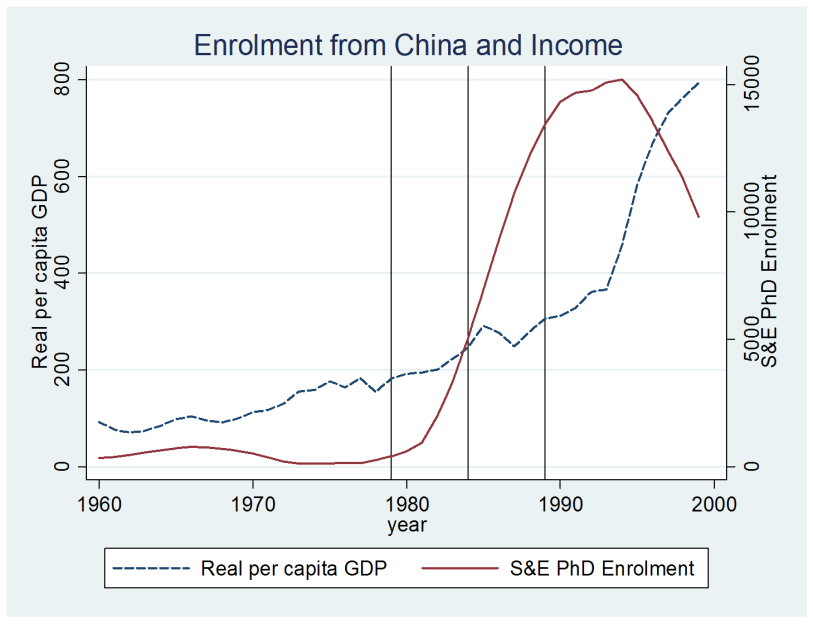 Enrolment from China and Income
Real per capita GDP
0
200
400
600
800
S&E PhD Enrolment
0
5000
10000
15000
1960
1970
1980
1990
2000
year
Real per capita GDP
S&E PhD Enrolment